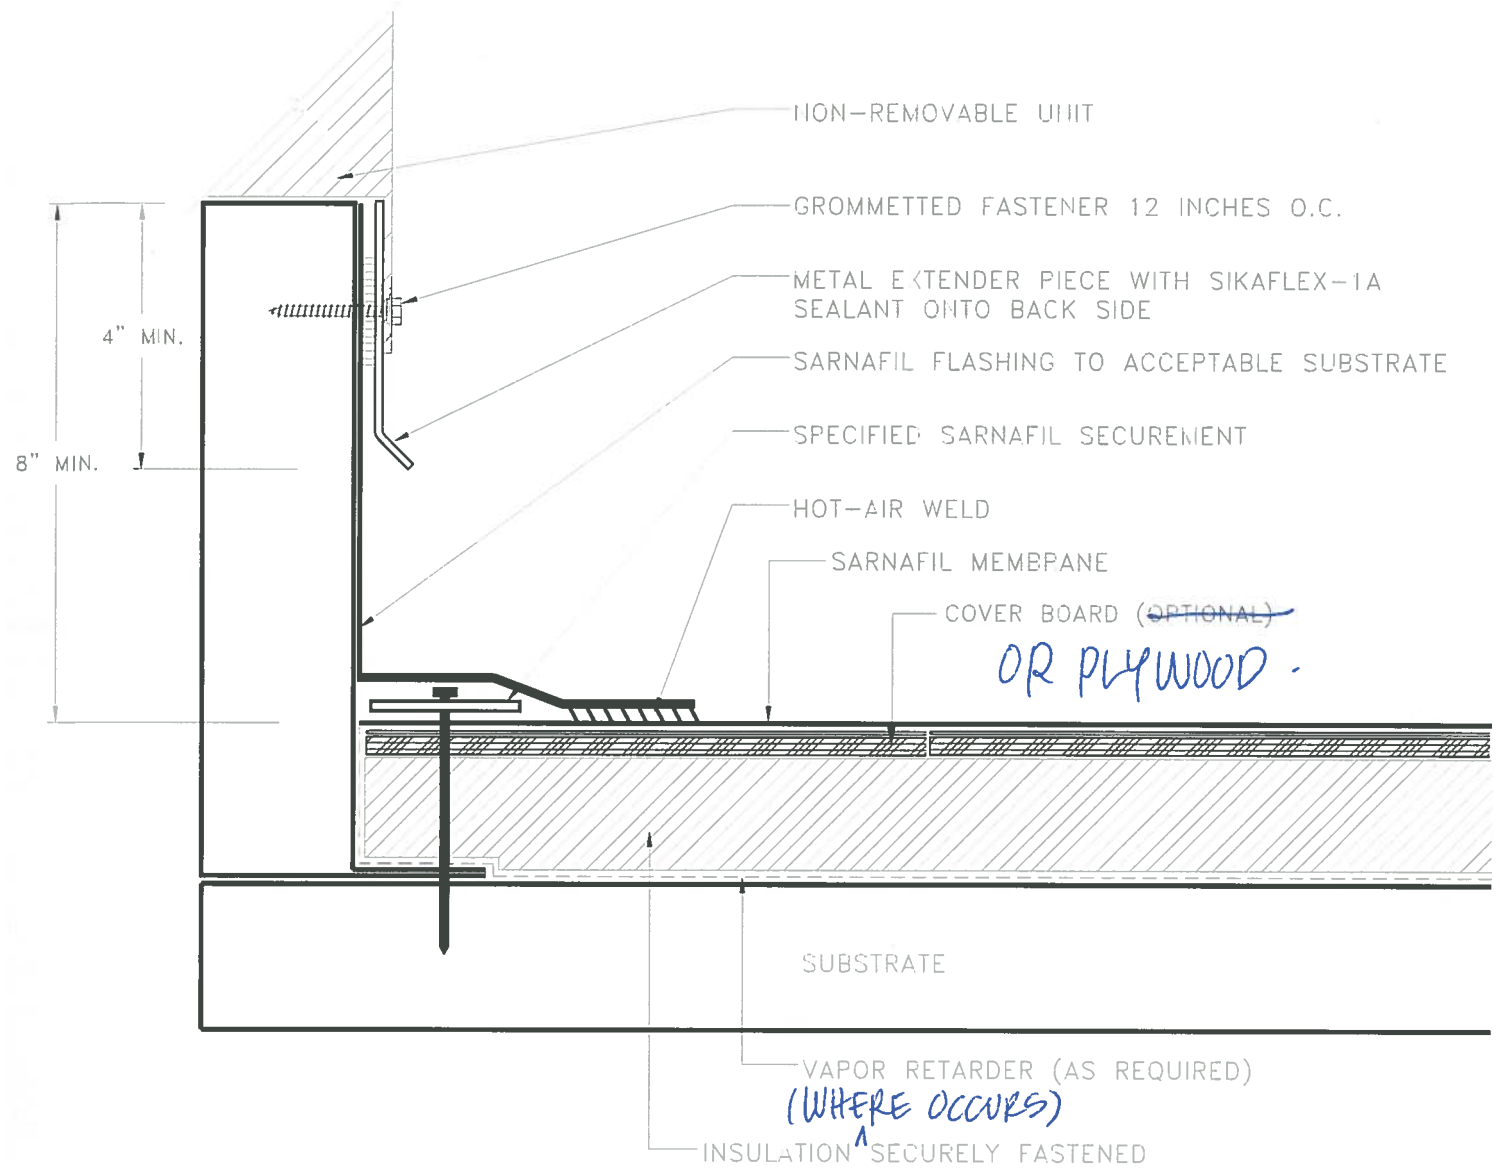 NON-REMOVABLE UNIT
GROMMETTED FASTENER 12 INCHES O.C.
METAL EXTENDER PIECE WITH SIKAFLEX-1A
SEALANT ONTO BACK SIDE
4" MIN.
SARNAFIL FLASHING TO ACCEPTABLE SUBSTRATE
SPECIFIED SARNAFIL SECUREMENT
8" MIN.
HOT-AIR WELD
SARNAFIL MEMBRANE
COVER BOARD (OPTIONAL)
OR PLYWOOD.
SUBSTRATE
VAPOR RETARDER (AS REQUIRED)
(WHERE OCCURS)
INSULATION SECURELY FASTENED